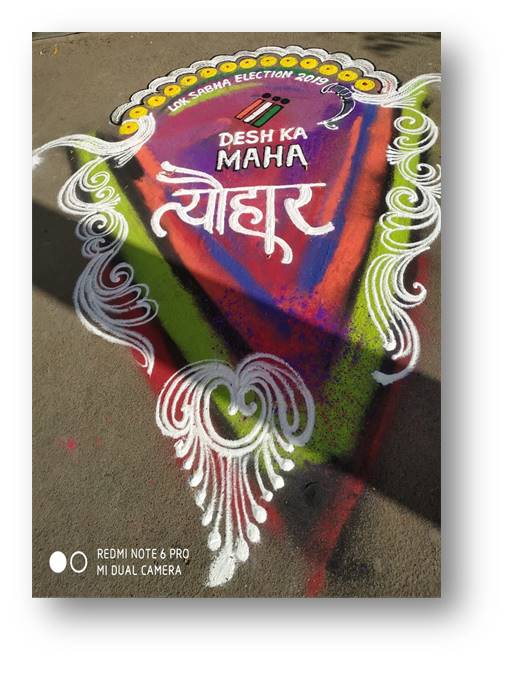 LOK SABHA ELECTION 2019
DESH KA
MAHA
त्यौहार
REDMI NOTE 6 PRO
MI DUAL CAMERA